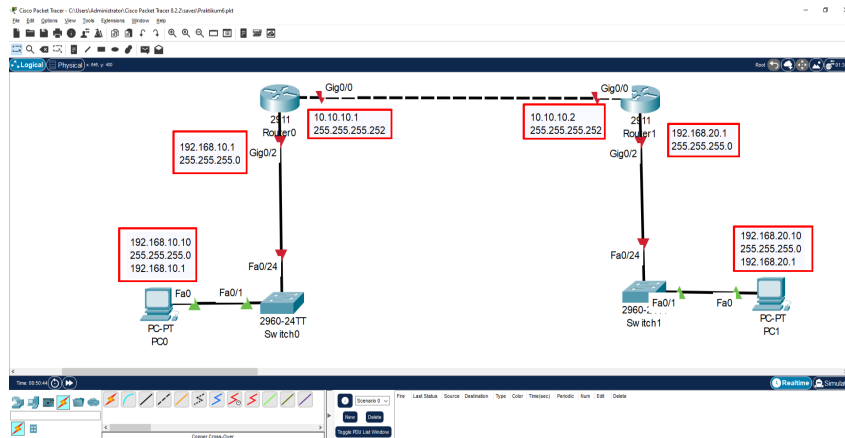 Cisco Packet Tracer - C:\Users\Administrator\Cisco Packet Tracer 8.2.2\saves\Praktikum6.pkt
File Edit Options View Tools Extensions Window Help
Logical Physical x: 848, y: 400 Root
Gig0/0 Gig0/0
2911
Router0
10.10.10.1
255.255.255.252
10.10.10.2
255.255.255.252
Router1
192.168.10.1
255.255.255.0
Gig0/2
192.168.20.1
255.255.255.0
Gig0/2
192.168.10.10
255.255.255.0
192.168.10.1
192.168.20.10
255.255.255.0
192.168.20.1
Fa0/24
Fa0/24
Fa0 Fa0/1
PC-PT
PC0
2960-24TT
Switch0
Fa0/1 Fa0
Switch1
PC-PT
PC1
Time: 00:50:44 Realtime
Scenario 0
Fire Last Status Source Destination Type Color Time(sec) Periodic Num Edit Delete
New Delete
Toggle PDU List Window
Copper Cross-Over